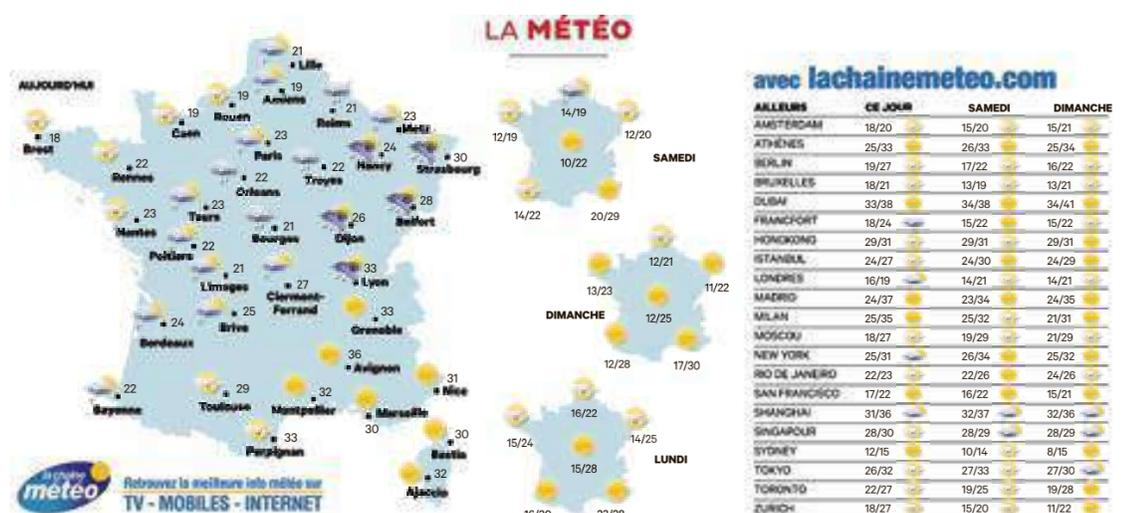 LA MÉTÉO
AUJOURD'HUI
21
Lille
19
Amiens
19
Rouen
19
Caen
21
Reims
23
Metz
18
Brest
23
Paris
24
Nancy
30
Strasbourg
22
Rennes
22
Orléans
22
Troyes
28
Belfort
23
Nantes
23
Tours
21
Bourges
26
Dijon
22
Poitiers
21
Limoges
27
Clermont-
Ferrand
33
Lyon
24
Bordeaux
25
Brive
33
Grenoble
36
Avignon
22
Bayonne
29
Toulouse
32
Montpellier
30
Marseille
31
Nice
33
Perpignan
30
Bastia
32
Ajaccio
la chaîne
météo
Retrouvez la meilleure info météo sur
TV - MOBILES - INTERNET
14/19
12/19
12/20
10/22
SAMEDI
14/22
20/29
12/21
13/23
11/22
12/25
DIMANCHE
12/28
17/30
16/22
15/24
14/25
15/28
LUNDI
avec lachainemeteo.com
AILLEURS CE JOUR SAMEDI DIMANCHE
AMSTERDAM 18/20 15/20 15/21
ATHÈNES 25/33 26/33 25/34
BERLIN 19/27 17/22 16/22
BRUXELLES 18/21 13/19 13/21
DUBAI 33/38 34/38 34/41
FRANCFORT 18/24 15/22 15/22
HONGKONG 29/31 29/31 29/31
ISTANBUL 24/27 24/30 24/29
LONDRES 16/19 14/21 14/21
MADRID 24/37 23/34 24/35
MILAN 25/35 25/32 21/31
MOSCOU 18/27 19/29 21/29
NEW YORK 25/31 26/34 25/32
RIO DE JANEIRO 22/23 22/26 24/26
SAN FRANCISCO 17/22 16/22 15/21
SHANGHAI 31/36 32/37 32/36
SINGAPOUR 28/30 28/29 28/29
SYDNEY 12/15 10/14 8/15
TOKYO 26/32 27/33 27/30
TORONTO 22/27 19/25 19/28
ZURICH 18/27 15/20 11/22